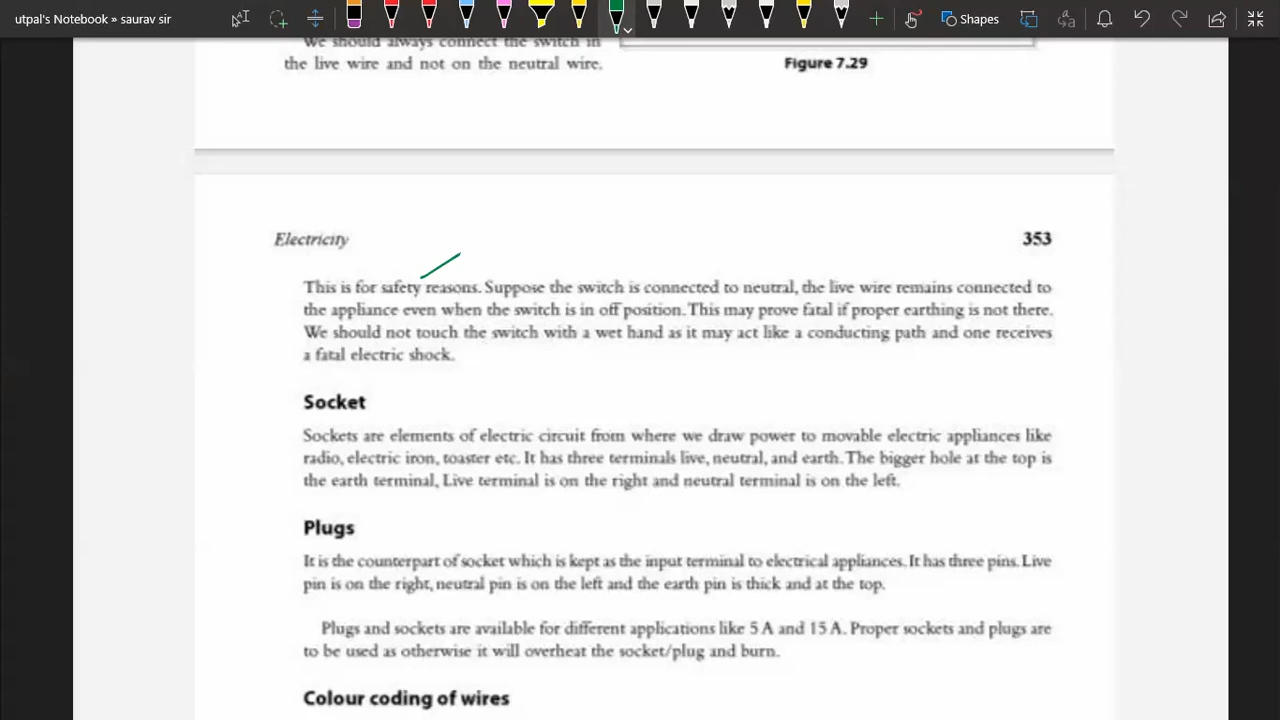 utpal's Notebook » saurav sir
Shapes
We should always connect the switch in
the live wire and not on the neutral wire.
Figure 7.29
Electricity
353
This is for safety reasons. Suppose the switch is connected to neutral, the live wire remains connected to
the appliance even when the switch is in off position. This may prove fatal if proper earthing is not there.
We should not touch the switch with a wet hand as it may act like a conducting path and one receives
a fatal electric shock.
Socket
Sockets are elements of electric circuit from where we draw power to movable electric appliances like
radio, electric iron, toaster etc. It has three terminals live, neutral, and earth. The bigger hole at the top is
the earth terminal, Live terminal is on the right and neutral terminal is on the left.
Plugs
It is the counterpart of socket which is kept as the input terminal to electrical appliances. It has three pins. Live
pin is on the right, neutral pin is on the left and the earth pin is thick and at the top.
Plugs and sockets are available for different applications like 5 A and 15 A. Proper sockets and plugs are
to be used as otherwise it will overheat the socket/plug and burn.
Colour coding of wires